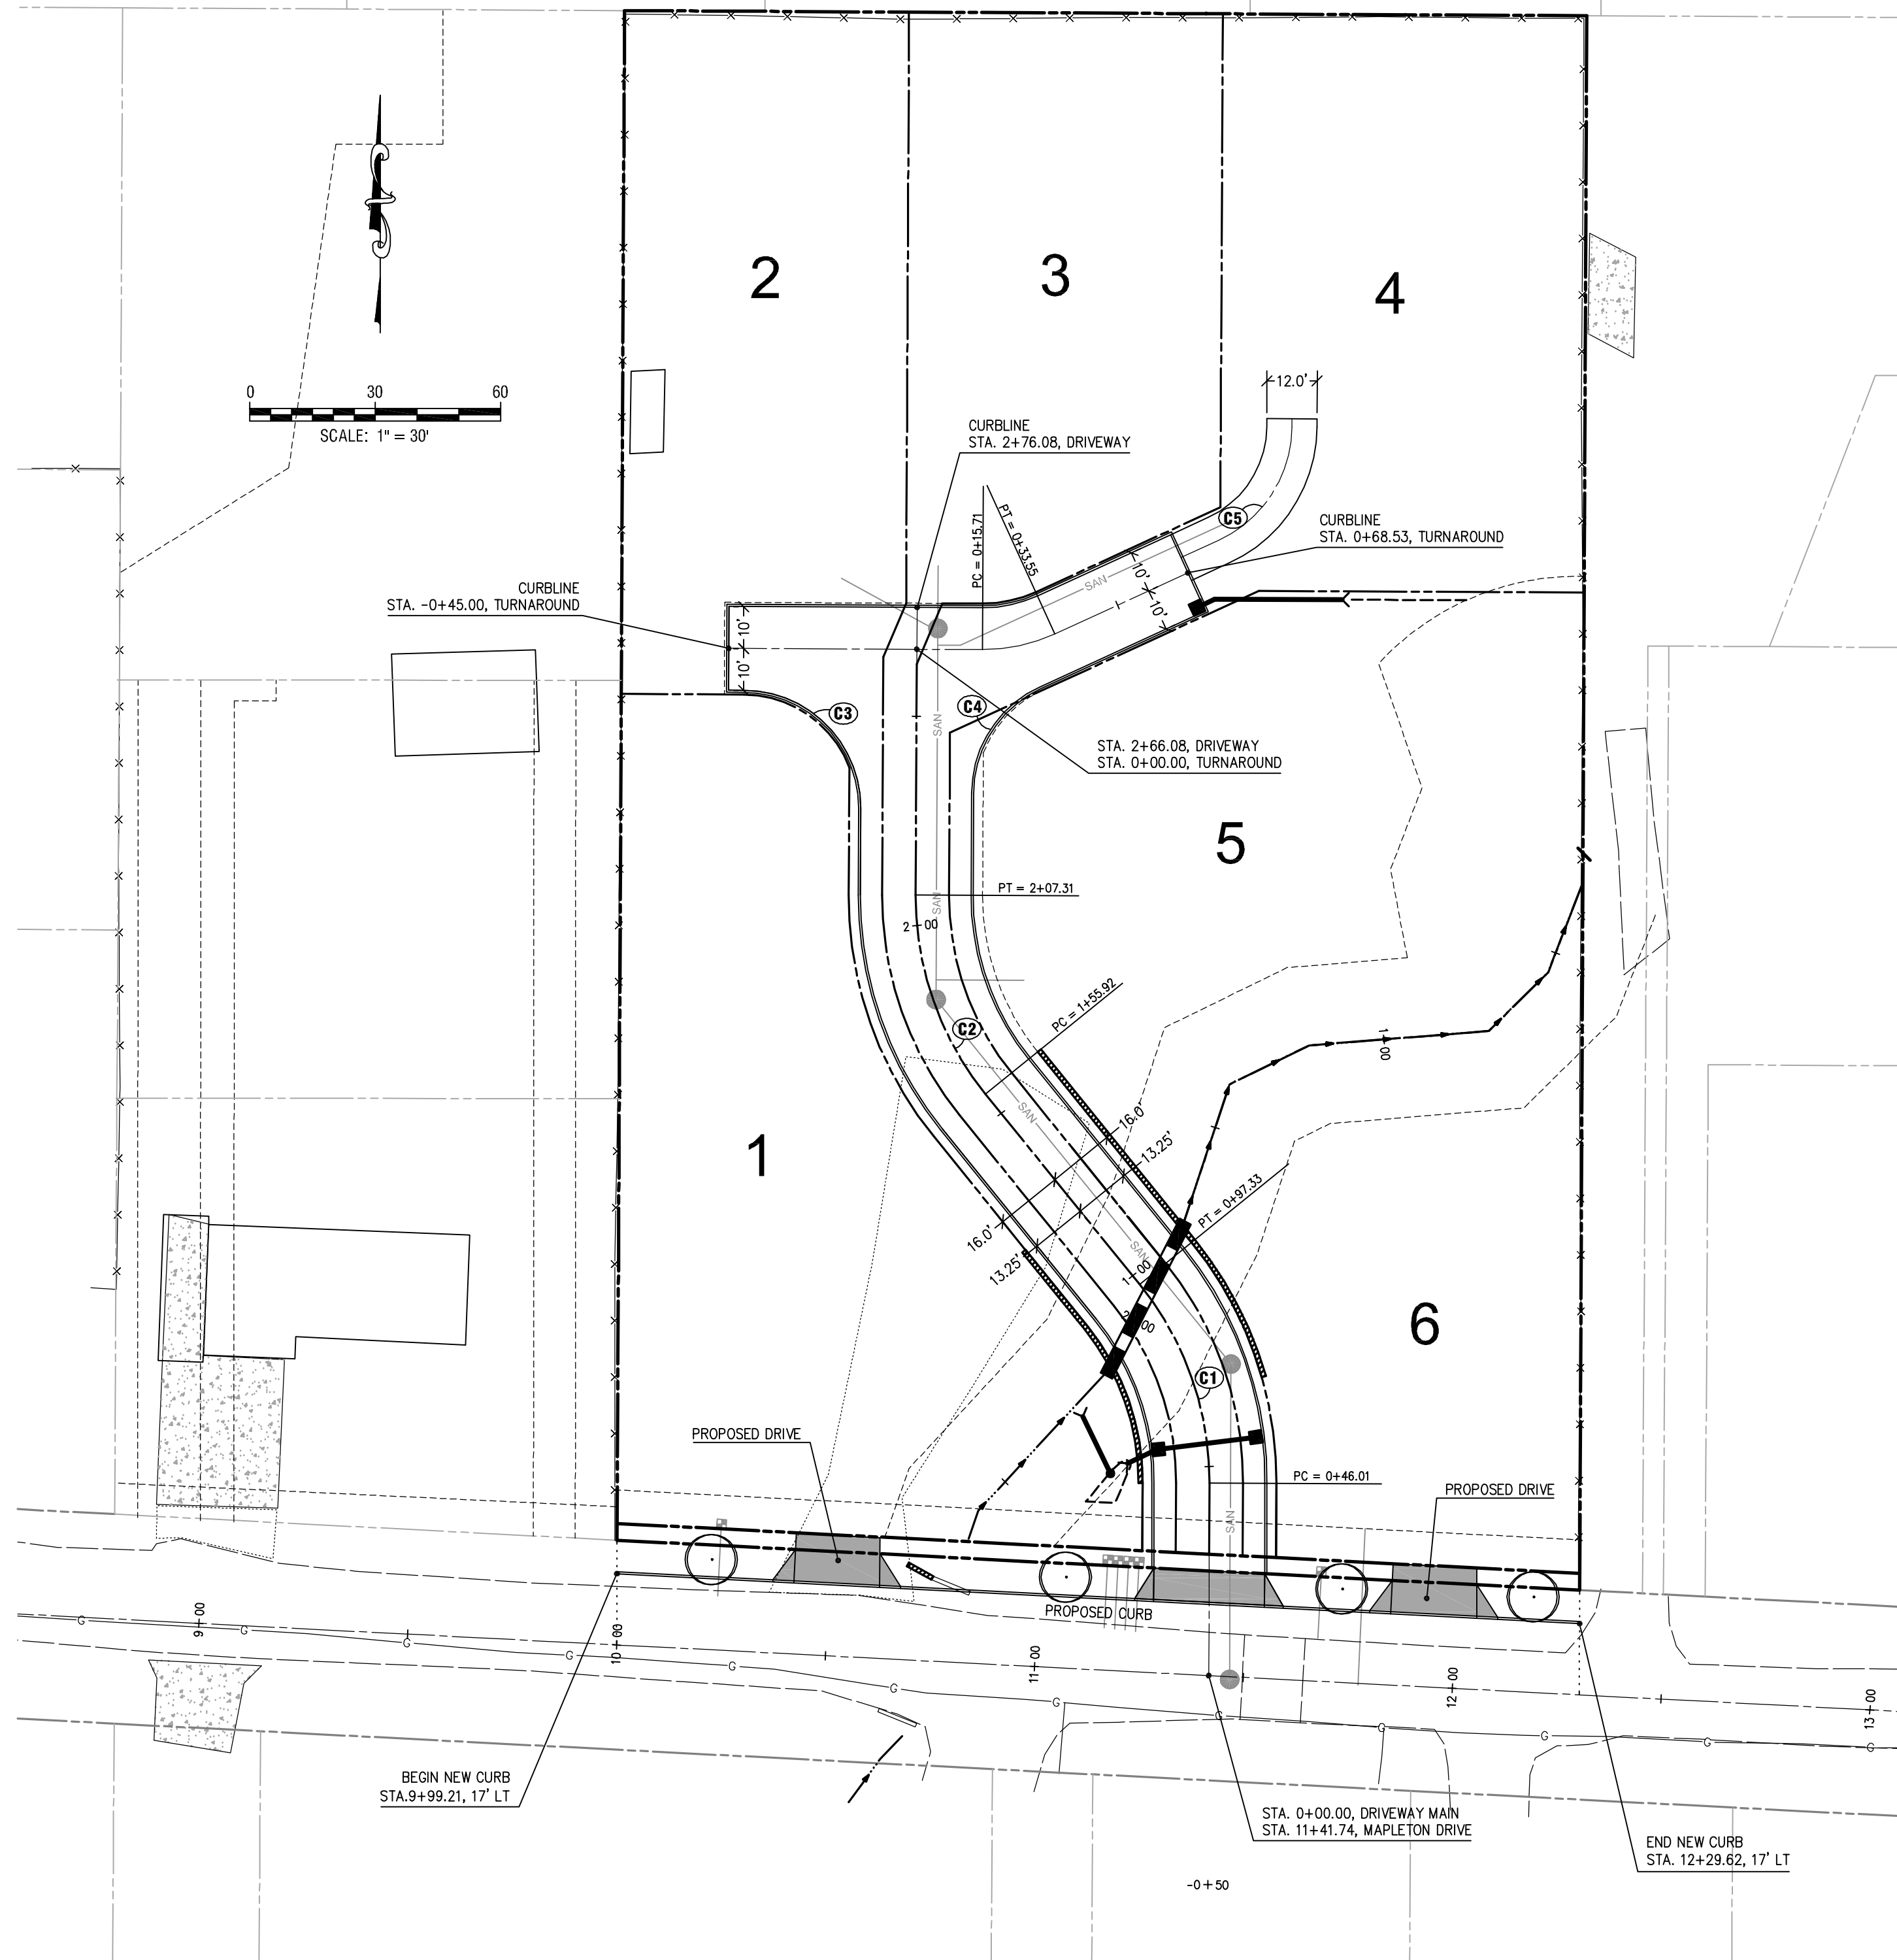 2
3
4
0 30 60
SCALE: 1" = 30'
12.0'
CURBLINE
STA. 2+76.08, DRIVEWAY
PC = 0+15.71
PT = 0+33.55
C5
CURBLINE
STA. 0+68.53, TURNAROUND
SAN
10'
10'
CURBLINE
STA. -0+45.00, TURNAROUND
10'
10'
C3
C4
SAN
STA. 2+66.08, DRIVEWAY
STA. 0+00.00, TURNAROUND
5
PT = 2+07.31
SAN
2+00
PC = 1+55.92
C2
1+00
SAN
16.0'
13.25'
1
PT = 0+97.33
16.0'
13.25'
SAN
1+00
6
C1
PROPOSED DRIVE
PC = 0+46.01
PROPOSED DRIVE
SAN
PROPOSED CURB
9+00
10+00
11+00
12+00
13+00
G
G
G
G
G
G
G
G
G
G
G
G
BEGIN NEW CURB
STA.9+99.21, 17' LT
STA. 0+00.00, DRIVEWAY MAIN
STA. 11+41.74, MAPLETON DRIVE
END NEW CURB
STA. 12+29.62, 17' LT
-0+50